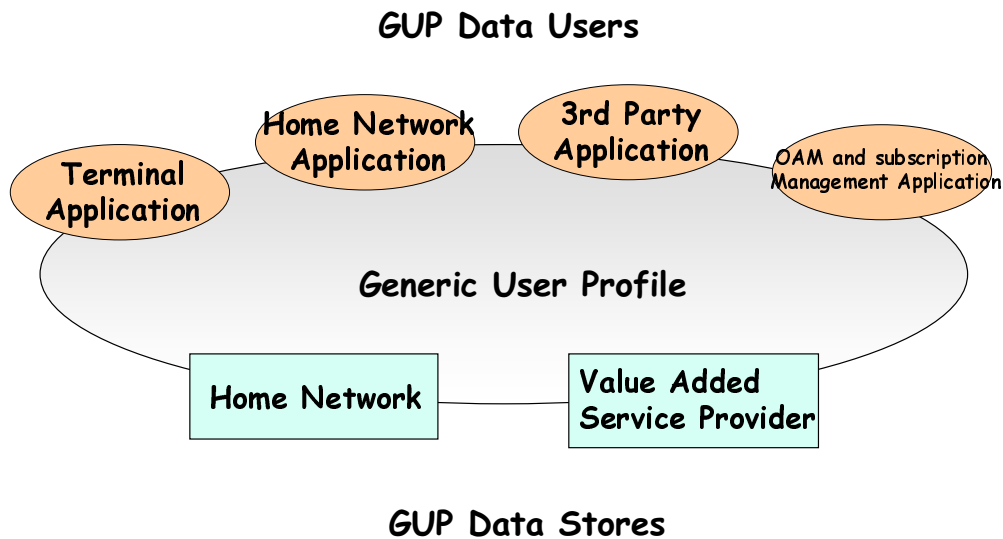 GUP Data Users
Terminal
Application
Home Network
Application
3rd Party
Application
OAM and subscription
Management Application
Generic User Profile
Home Network
Value Added
Service Provider
GUP Data Stores